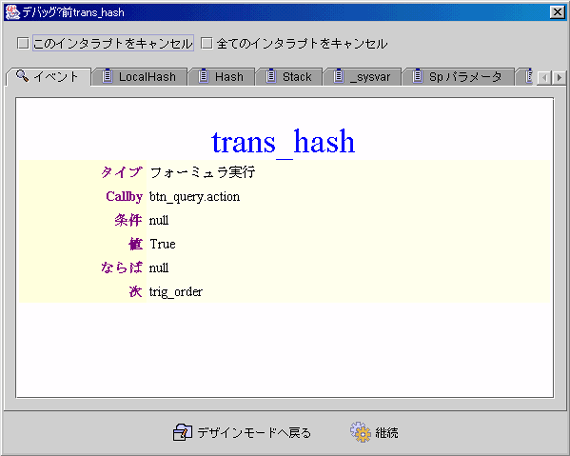 デバッグ?前trans_hash
このインタラプトをキャンセル 全てのインタラプトをキャンセル
イベント LocalHash Hash Stack _sysvar Sp パラメータ
trans_hash
タイプ フォーミュラ実行
Callby btn_query.action
条件 null
値 True
ならば null
次 trig_order
デザインモードへ戻る 継続